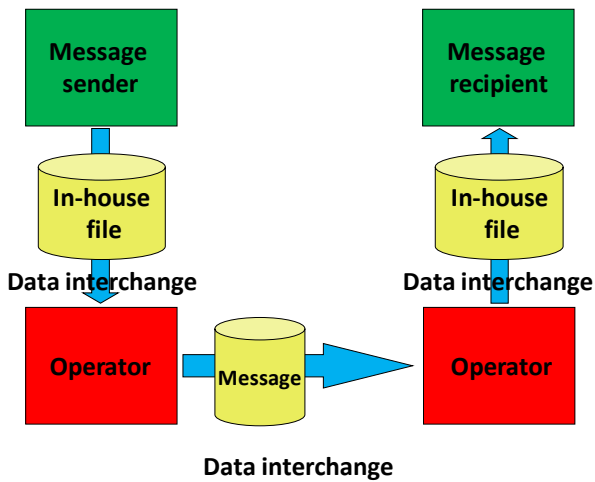 Message
sender
Message
recipient
In-house
file
In-house
file
Data interchange
Data interchange
Operator
Message
Operator
Data interchange